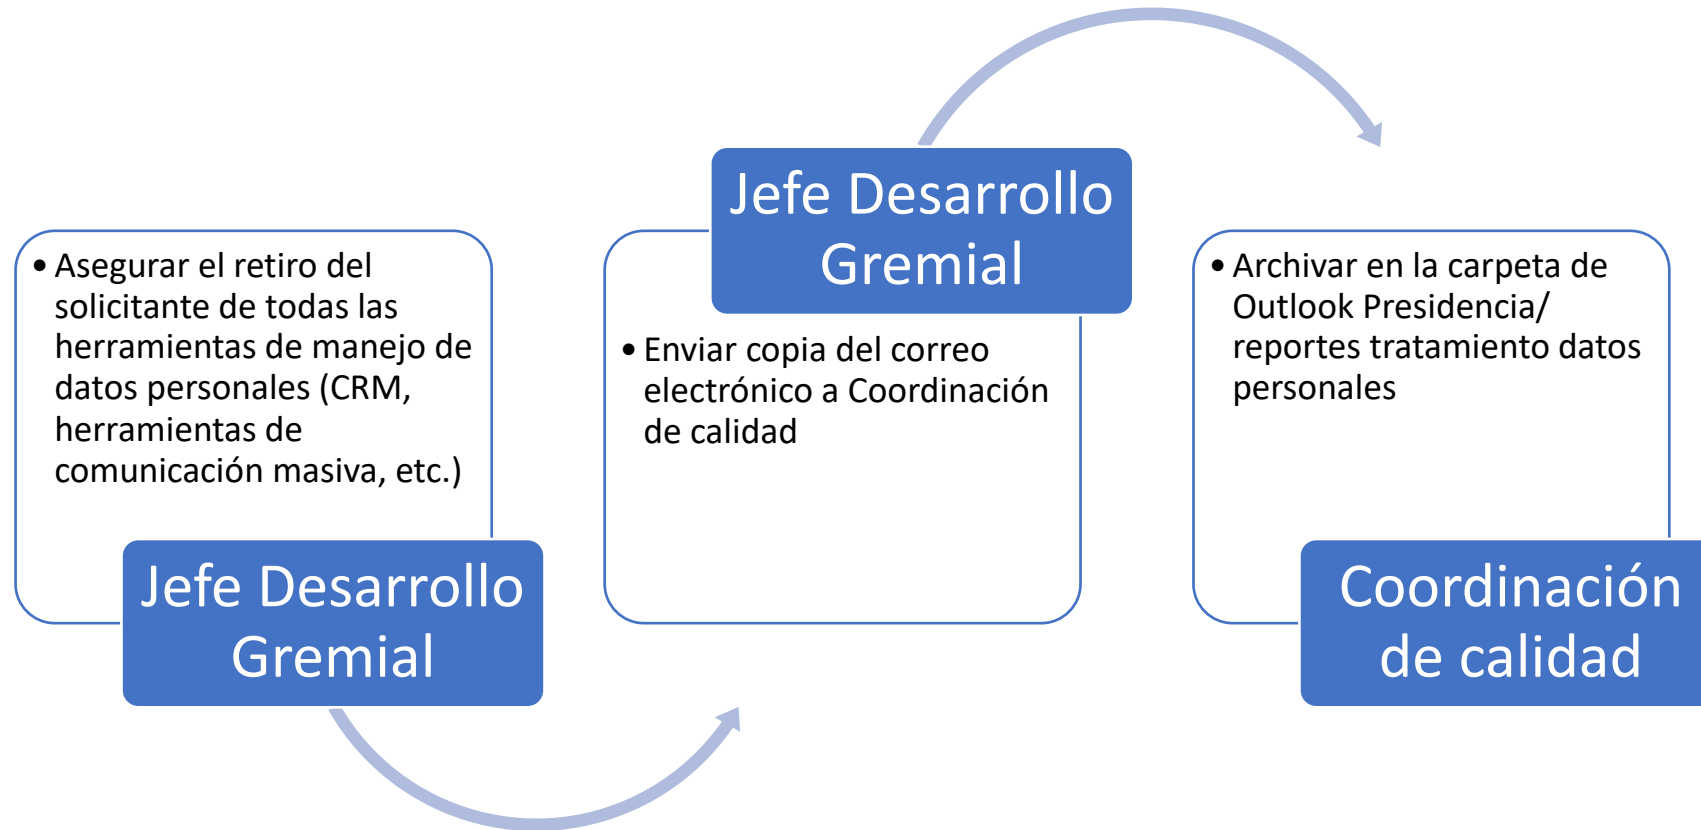 • Asegurar el retiro del
solicitante de todas las
herramientas de manejo de
datos personales (CRM,
herramientas de
comunicación masiva, etc.)
Jefe Desarrollo
Gremial
Jefe Desarrollo
Gremial
• Enviar copia del correo
electrónico a Coordinación
de calidad
• Archivar en la carpeta de
Outlook Presidencia/
reportes tratamiento datos
personales
Coordinación
de calidad